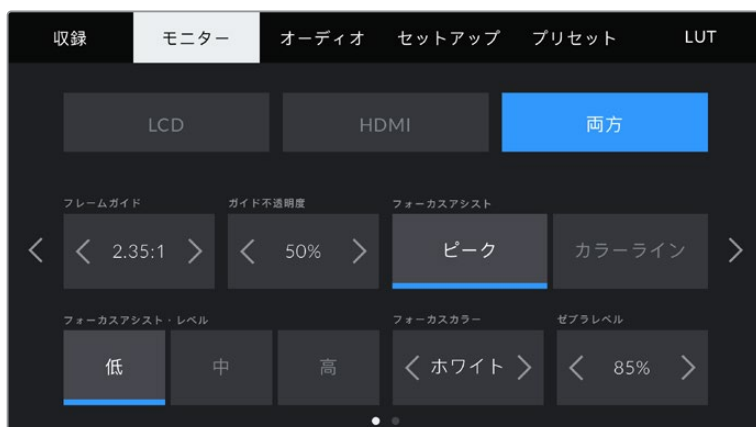 収録 モニター オーディオ セットアップ プリセット LUT
LCD HDMI 両方
フレームガイド ガイド不透明度 フォーカスアシスト
2.35:1 50% ピーク カラーライン
フォーカスアシスト・レベル フォーカスカラー ゼブラレベル
低 中 高 ホワイト 85%